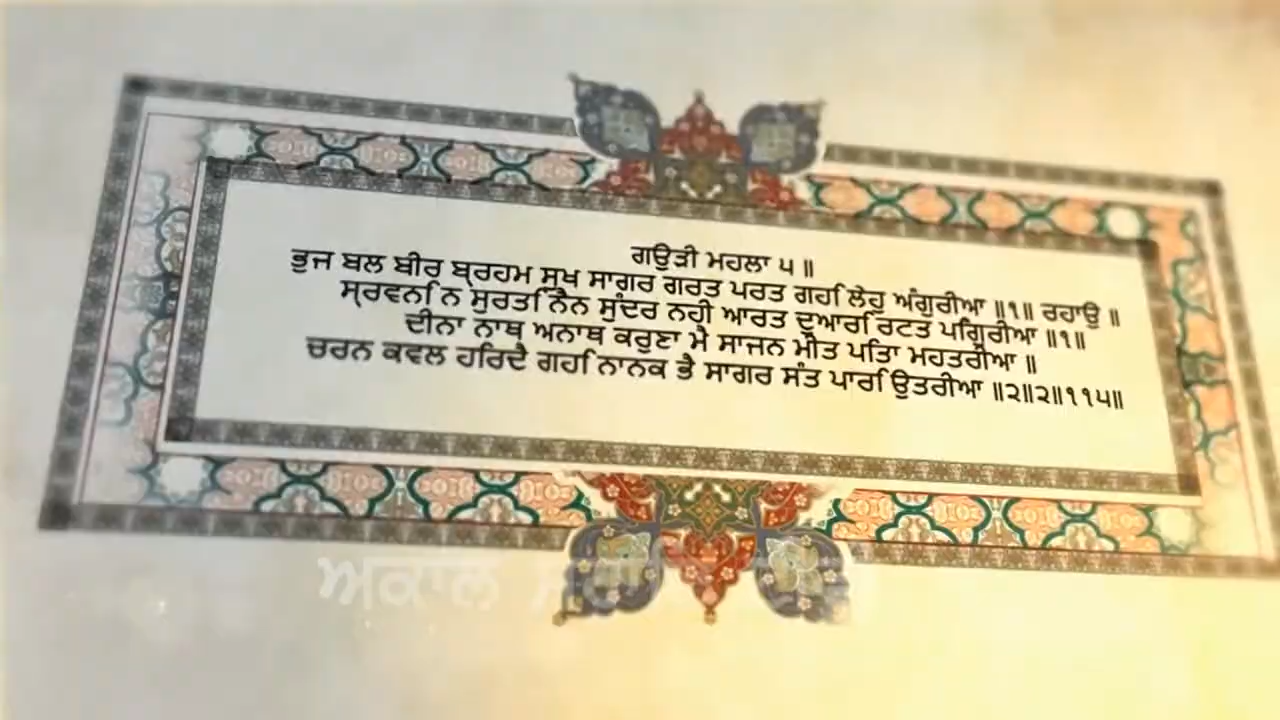 ਗਉੜੀ ਮਹਲਾ ੫ ॥
ਭੁਜ ਬਲ ਬੀਰ ਬ੍ਰਹਮ ਸੁਖ ਸਾਗਰ ਗਰਤ ਪਰਤ ਗਹਿ ਲੇਹੁ ਅੰਗੁਰੀਆ ॥੧॥ ਰਹਾਉ ॥
ਸ੍ਰਵਨਿ ਨ ਸੁਰਤਿ ਨੈਨ ਸੁੰਦਰ ਨਹੀ ਆਰਤ ਦੁਆਰਿ ਰਟਤ ਪਿੰਗੁਰੀਆ ॥੧॥
ਦੀਨਾ ਨਾਥ ਅਨਾਥ ਕਰੁਣਾ ਮੈ ਸਾਜਨ ਮੀਤ ਪਿਤਾ ਮਹਤਰੀਆ ॥
ਚਰਨ ਕਵਲ ਹਿਰਦੈ ਗਹਿ ਨਾਨਕ ਭੈ ਸਾਗਰ ਸੰਤ ਪਾਰਿ ਉਤਰੀਆ ॥੨॥੨॥੧੧੫॥
ਅਕਾਲ